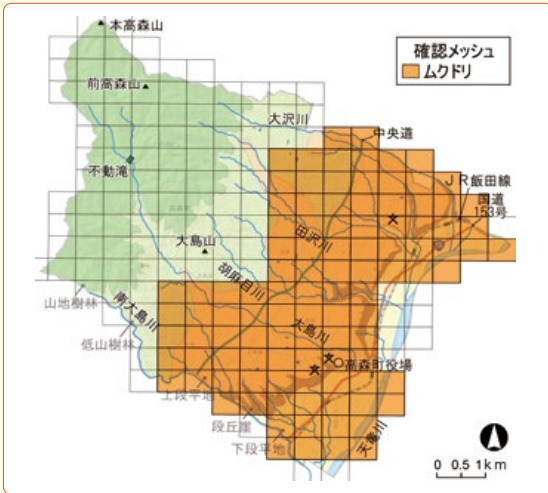 本高森山
確認メッシュ
ムクドリ
前高森山
大沢川
中央道
JR飯田線
国道
153号
不動滝
田沢川
大島山
胡麻目川
山地樹林
南大島川
大島川
低山樹林
高森町役場
上段平地
段丘崖
天竜川
下段平地
0 0.5 1km